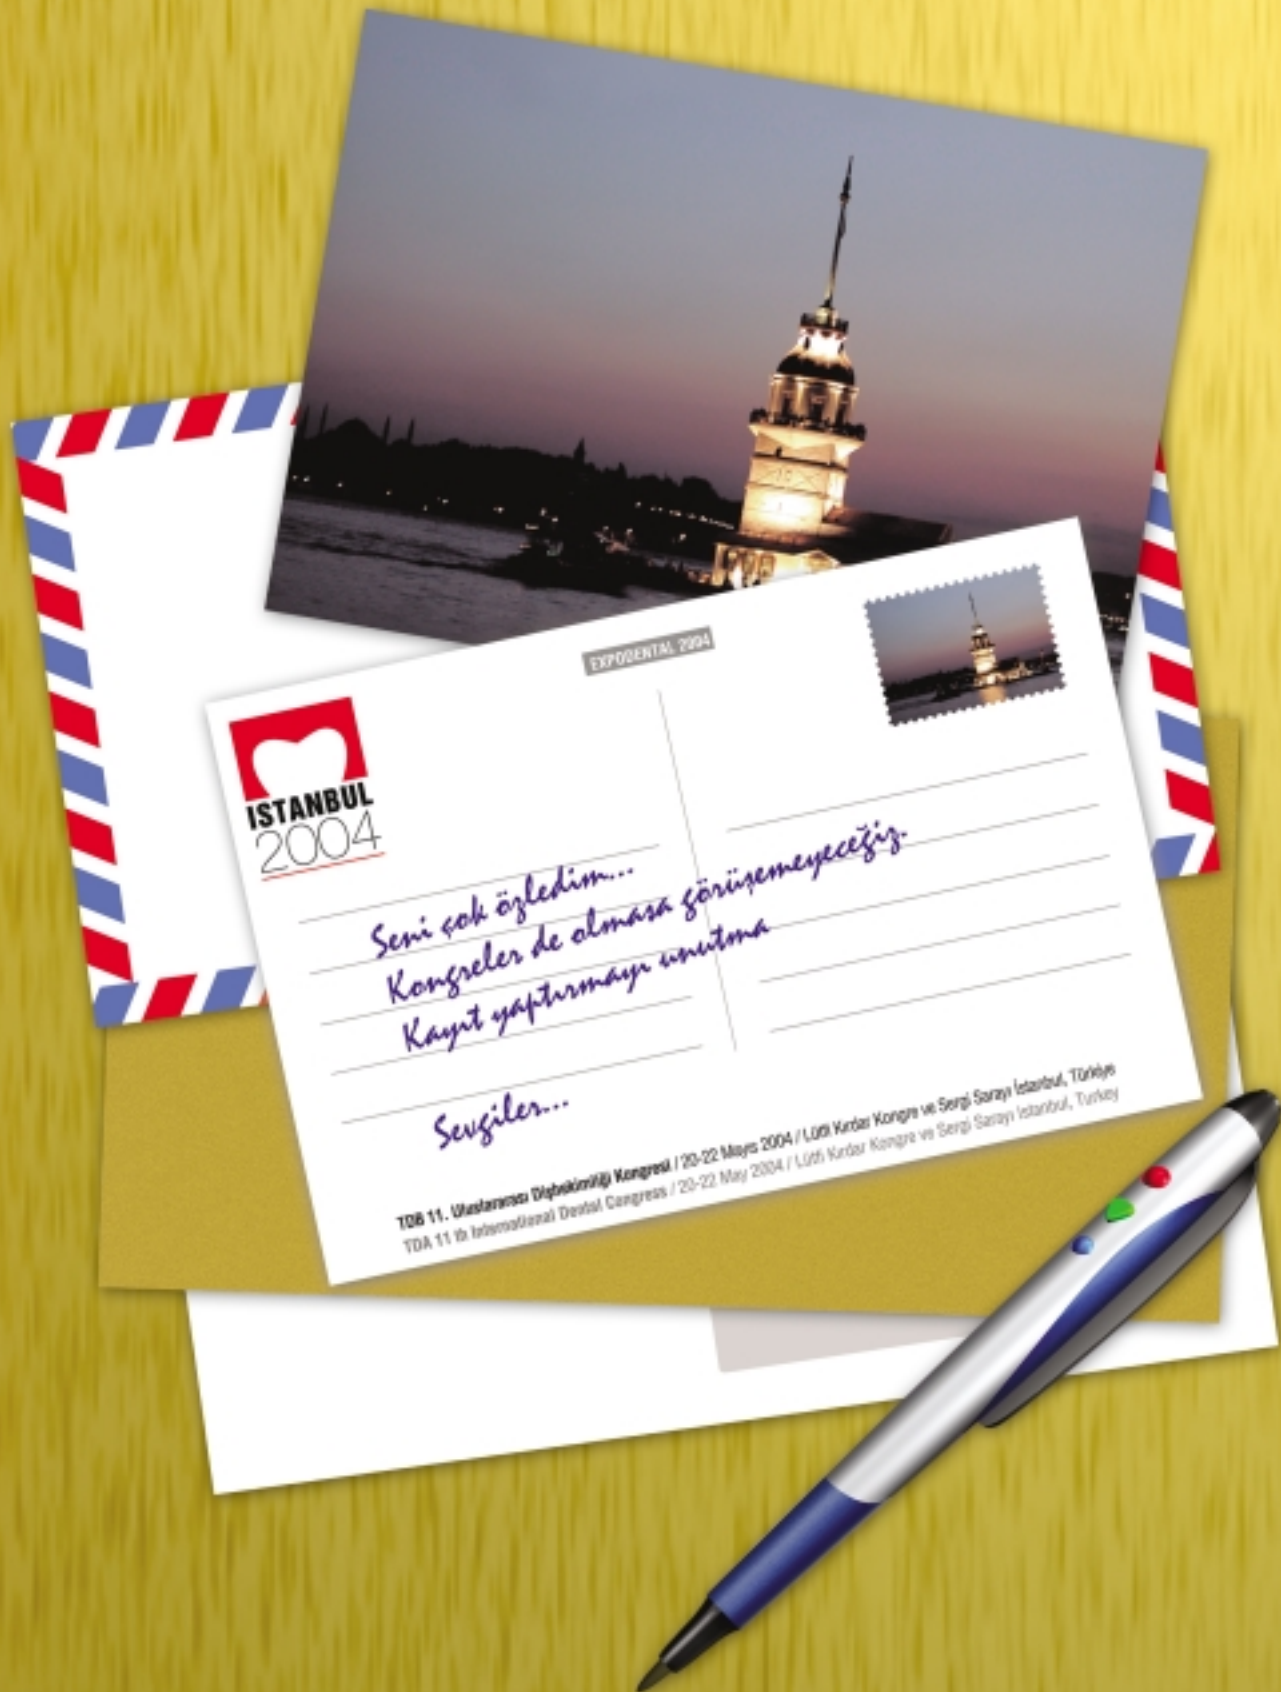 EXPODENTAL 2004
ISTANBUL
2004
Seni çok özledim...
Kongreler de olmasa görüşemeyeceğiz.
Kayıt yaptırmayı unutma
Sevgiler...
TDB 11. Uluslararası Dişhekimliği Kongresi / 20-22 Mayıs 2004 / Lütfi Kırdar Kongre ve Sergi Sarayı İstanbul, Türkiye
TDA 11 th International Dental Congress / 20-22 May 2004 / Lütfi Kırdar Kongre ve Sergi Sarayı Istanbul, Turkey